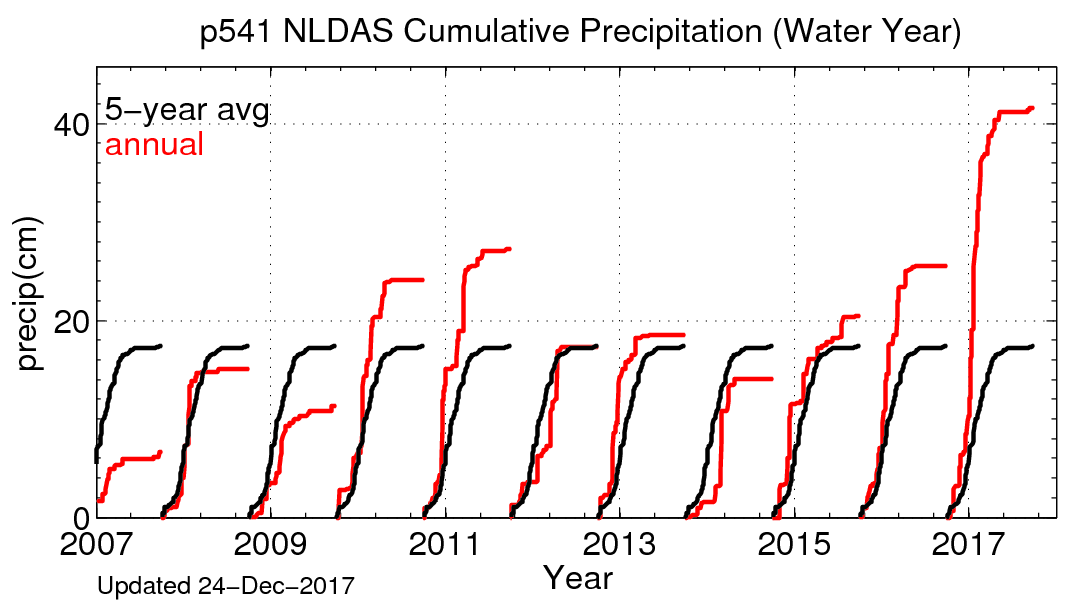 p541 NLDAS Cumulative Precipitation (Water Year)
5−year avg
annual
precip(cm)
40
20
0
2007 2009 2011 2013 2015 2017
Year
Updated 24−Dec−2017